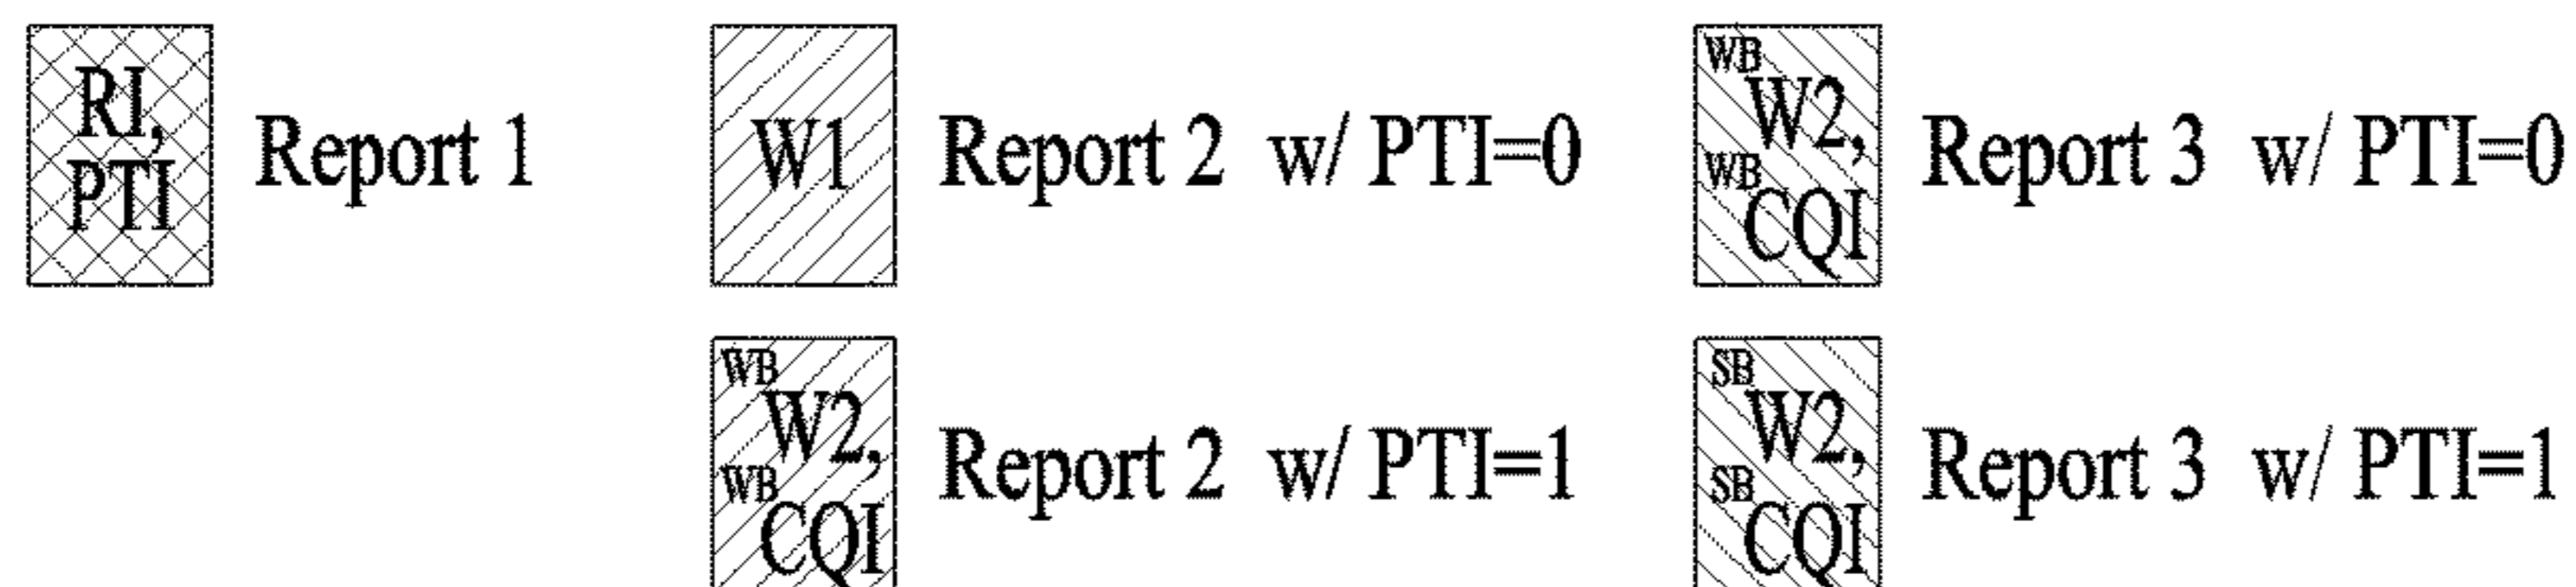 RI,
PTI
Report 1
W1
Report 2 w/ PTI=0
WB
W2,
WB
CQI
Report 3 w/ PTI=0
WB
W2,
WB
CQI
Report 2 w/ PTI=1
SB
W2,
SB
CQI
Report 3 w/ PTI=1